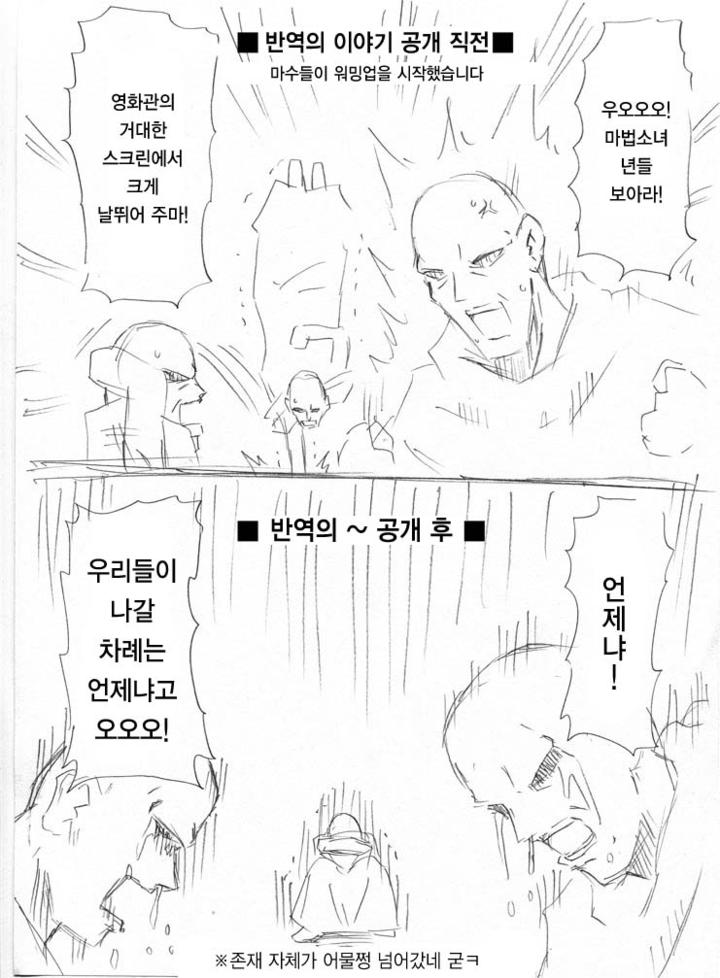 ■ 반역의 이야기 공개 직전■
마수들이 워밍업을 시작했습니다
우오오오!
마법소녀
년들
보아라!
영화관의
거대한
스크린에서
크게
날뛰어 주마!
■ 반역의 ～ 공개 후 ■
언제냐!
우리들이
나갈
차례는
언제냐고
오오오!
※존재 자체가 어물쩡 넘어갔네 굳ㅋ